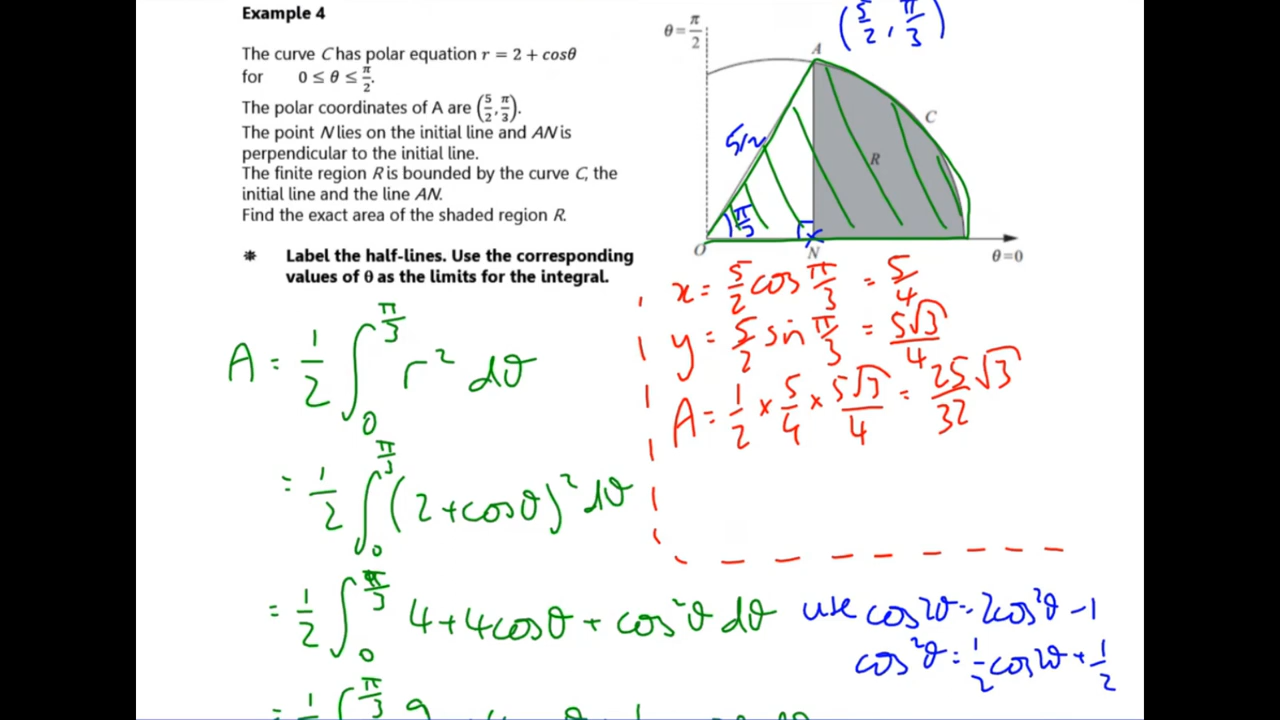 Example 4
The curve C has polar equation r = 2 + cosθ
for 0 ≤ θ ≤ π/2.
The polar coordinates of A are (5/2, π/3).
The point N lies on the initial line and AN is
perpendicular to the initial line.
The finite region R is bounded by the curve C, the
initial line and the line AN.
Find the exact area of the shaded region R.
* Label the half-lines. Use the corresponding
values of θ as the limits for the integral.
θ = π/2
(5/2, π/3)
A
C
5/2
R
π/3
O
N
θ=0
x = 5/2 cos π/3 = 5/4
y = 5/2 sin π/3 = 5√3/4
A = 1/2 × 5/4 × 5√3/4 = 25/32 √3
A = 1/2 ∫₀^(π/3) r² dθ
= 1/2 ∫₀^(π/3) (2+cosθ)² dθ
= 1/2 ∫₀^(π/3) 4+4cosθ + cos²θ dθ
use cos2θ = 2cos²θ -1
cos²θ = 1/2 cos2θ + 1/2